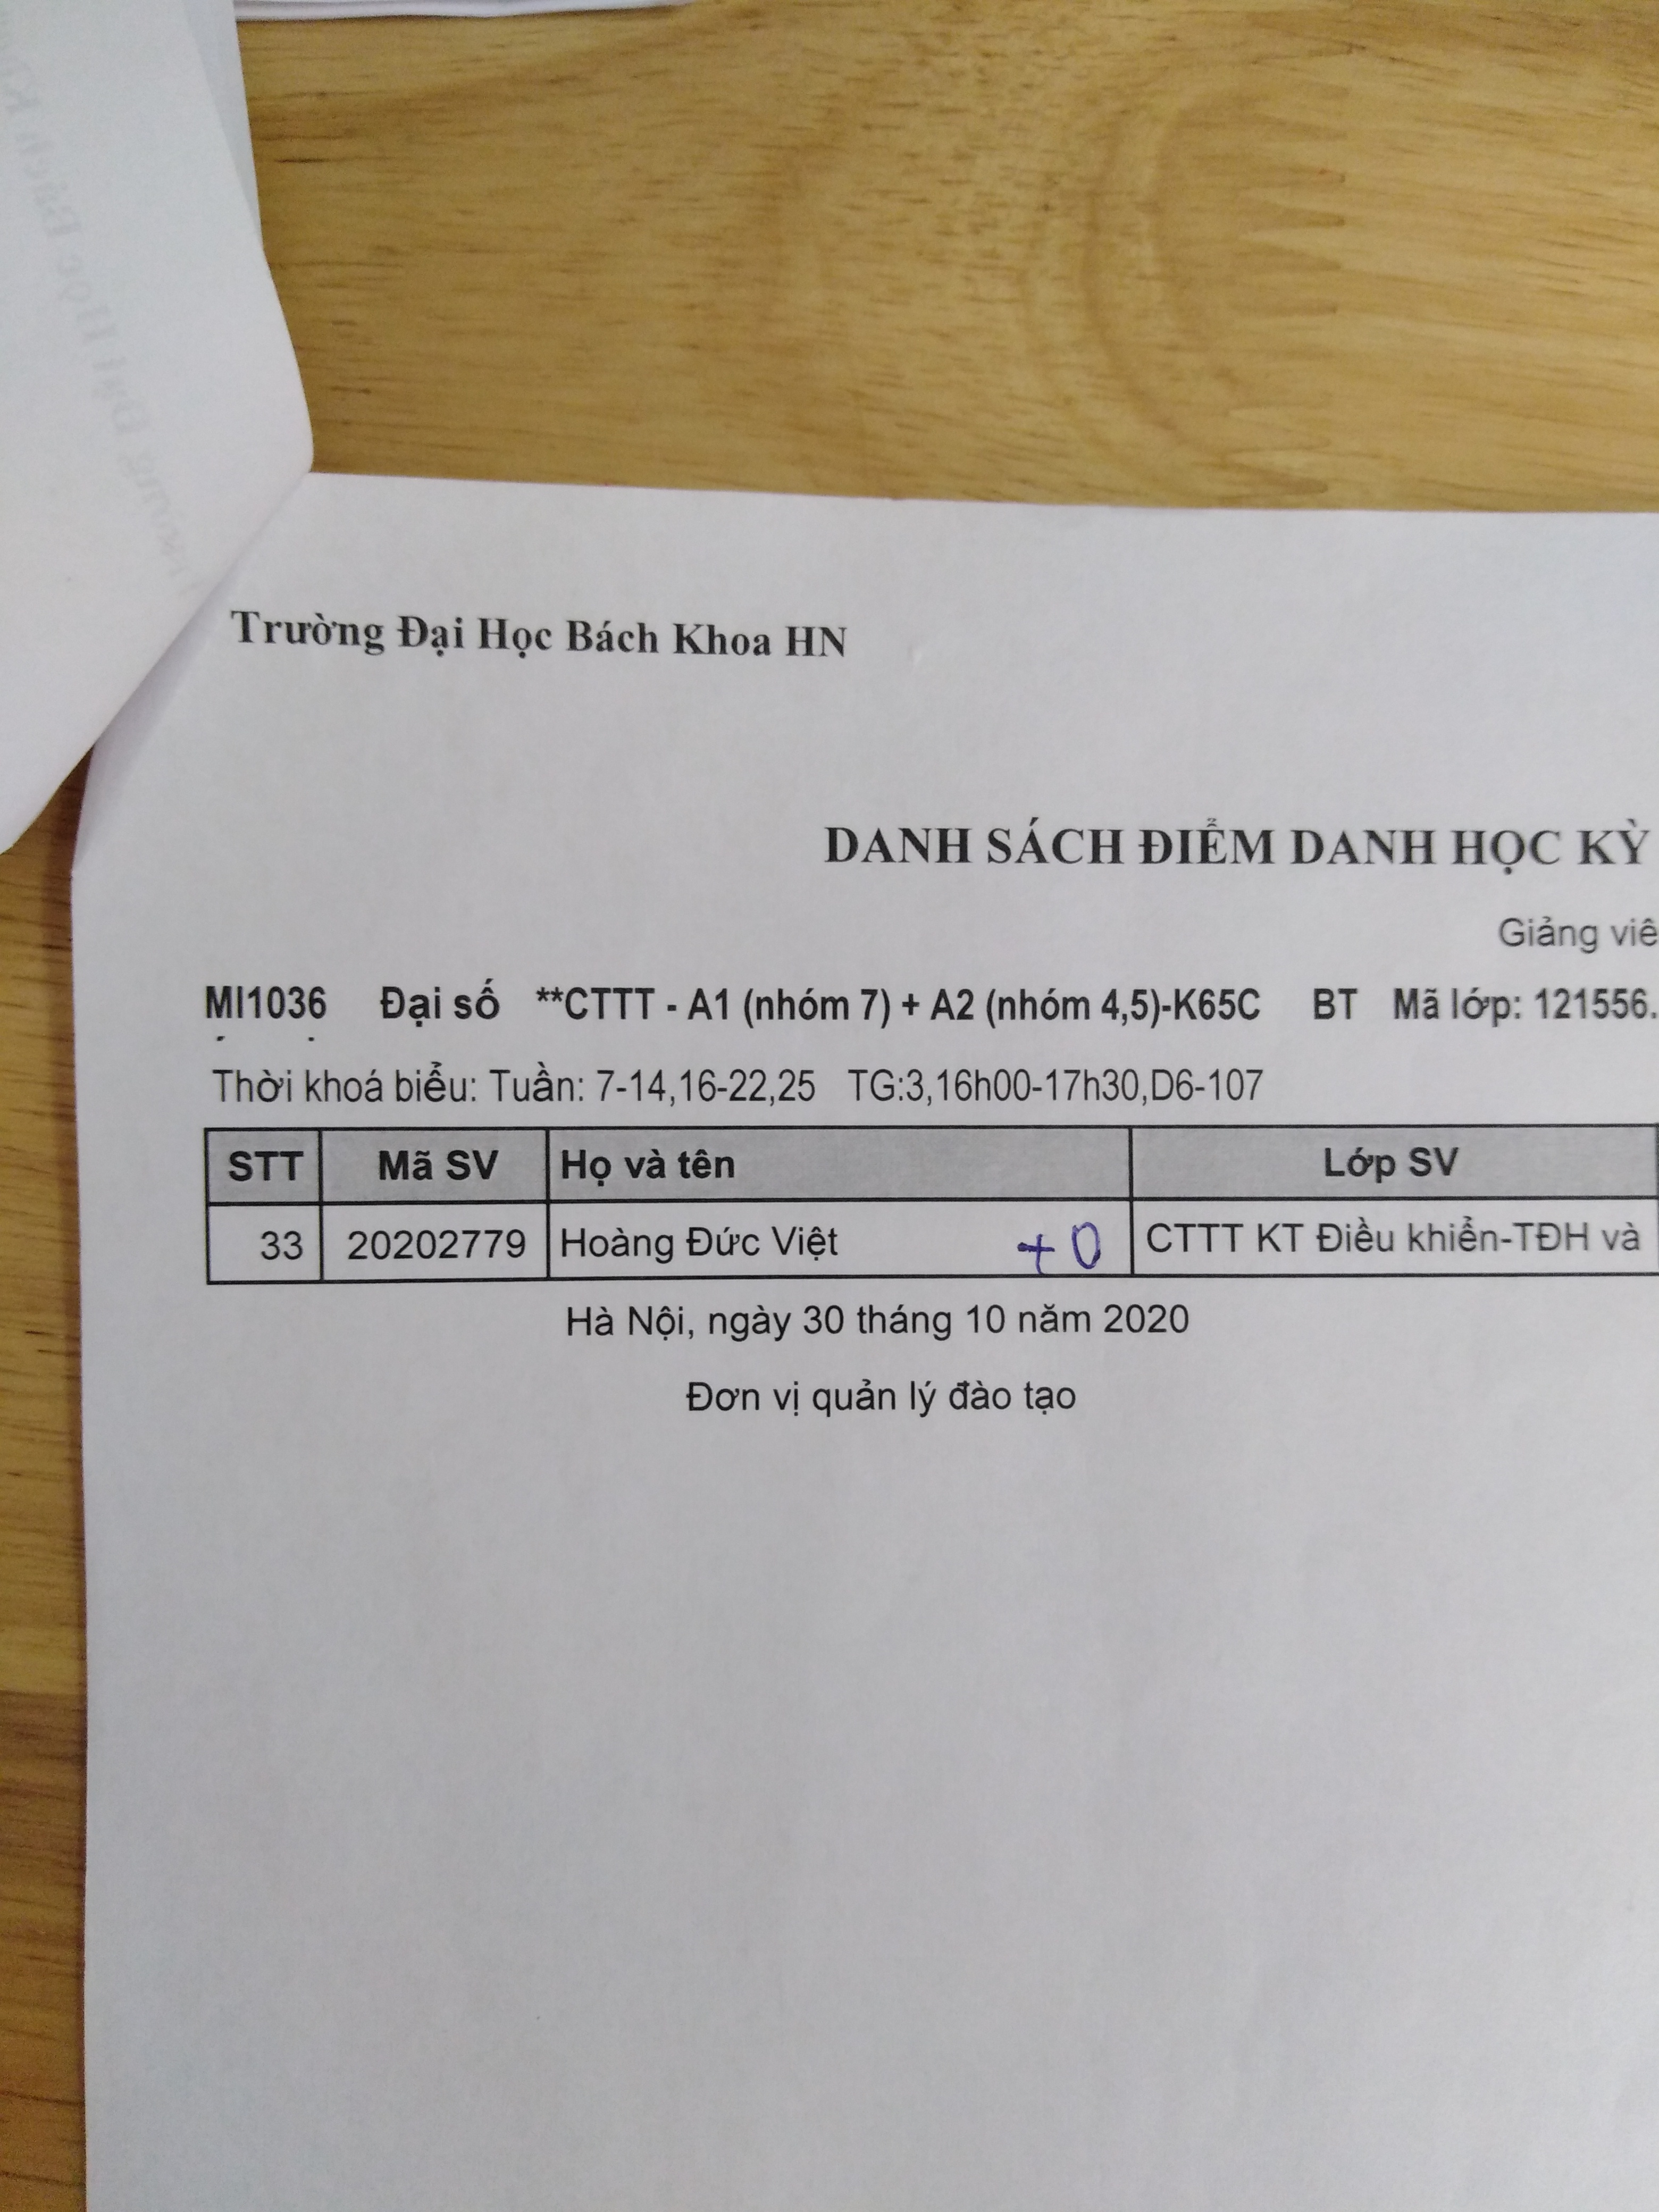 Trường Đại Học Bách Khoa HN
DANH SÁCH ĐIỂM DANH HỌC KỲ
Giảng viê
MI1036 Đại số **CTTT - A1 (nhóm 7) + A2 (nhóm 4,5)-K65C BT Mã lớp: 121556.
Thời khoá biểu: Tuần: 7-14,16-22,25 TG:3,16h00-17h30,D6-107
STT Mã SV Họ và tên Lớp SV
33 20202779 Hoàng Đức Việt +0 CTTT KT Điều khiển-TĐH và
Hà Nội, ngày 30 tháng 10 năm 2020
Đơn vị quản lý đào tạo